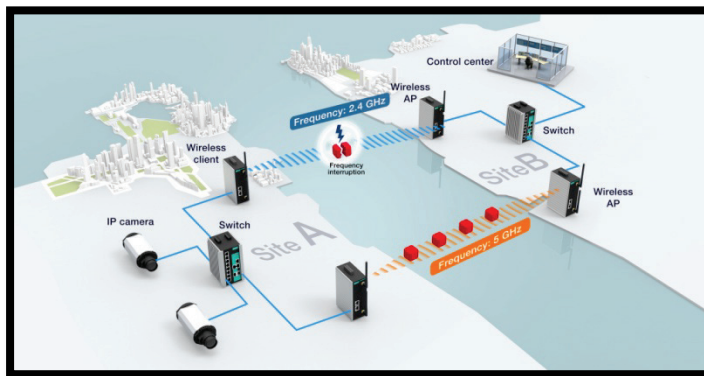 Control center
Wireless
AP
Frequency: 2.4 GHz
Switch
Frequency
interruption
Wireless
client
Site B
Wireless
AP
IP camera
Switch
Site A
Frequency: 5 GHz